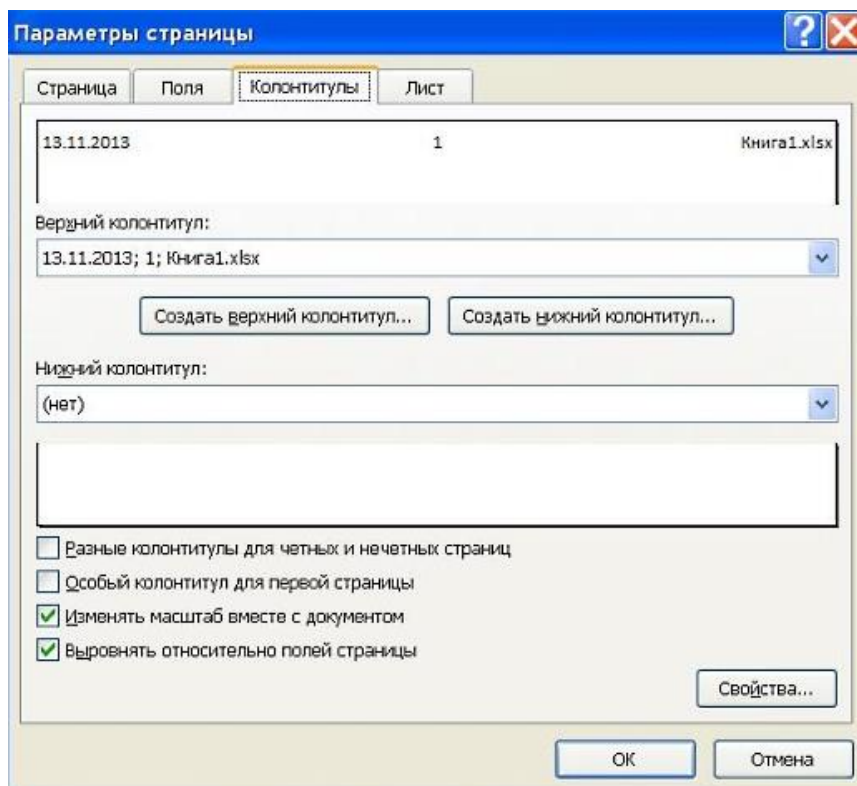 Параметры страницы
Страница Поля Колонтитулы Лист
13.11.2013 1 Книга1.xlsx
Верхний колонтитул:
13.11.2013; 1; Книга1.xlsx
Создать верхний колонтитул... Создать нижний колонтитул...
Нижний колонтитул:
(нет)
Разные колонтитулы для четных и нечетных страниц
Особый колонтитул для первой страницы
Изменять масштаб вместе с документом
Выровнять относительно полей страницы
Свойства...
ОК Отмена